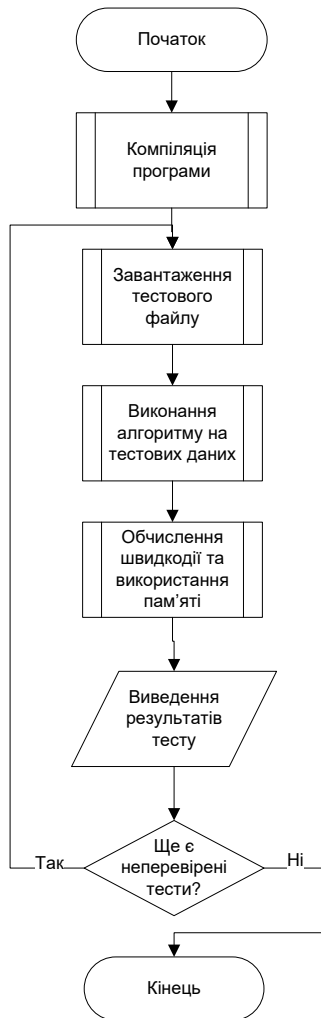 Початок
Компіляція
програми
Завантаження
тестового
файлу
Виконання
алгоритму на
тестових даних
Обчислення
швидкодії та
використання
пам’яті
Виведення
результатів
тесту
Ще є
неперевірені
тести?
Так
Ні
Кінець